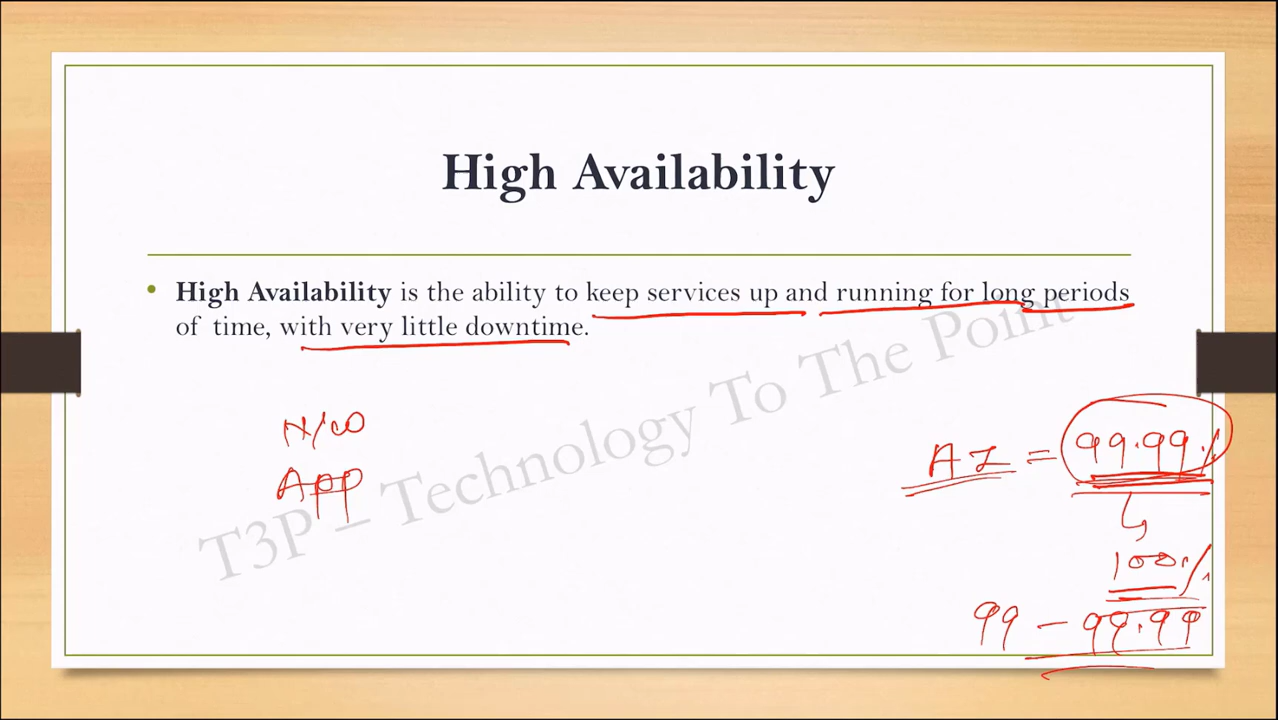 High Availability
• High Availability is the ability to keep services up and running for long periods
of time, with very little downtime.
T3P – Technology To The Point
N/W
App
AZ = 99.99%
100%
99 – 99.99